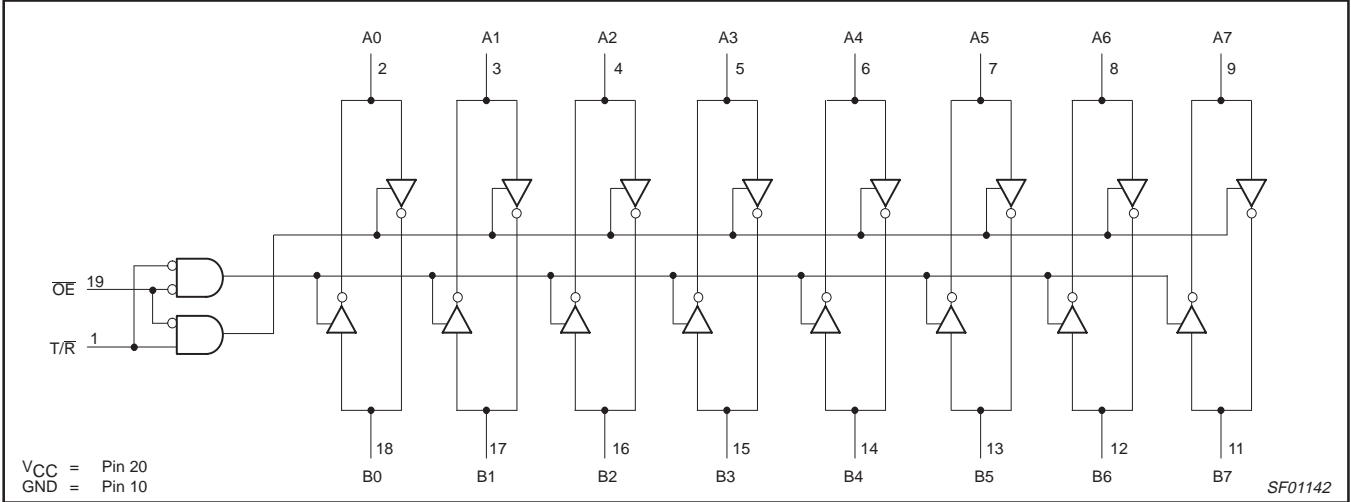 A0 A1 A2 A3 A4 A5 A6 A7
2 3 4 5 6 7 8 9
O̅E̅ 19
T/R̅ 1
18 17 16 15 14 13 12 11
B0 B1 B2 B3 B4 B5 B6 B7
VCC = Pin 20
GND = Pin 10
SF01142